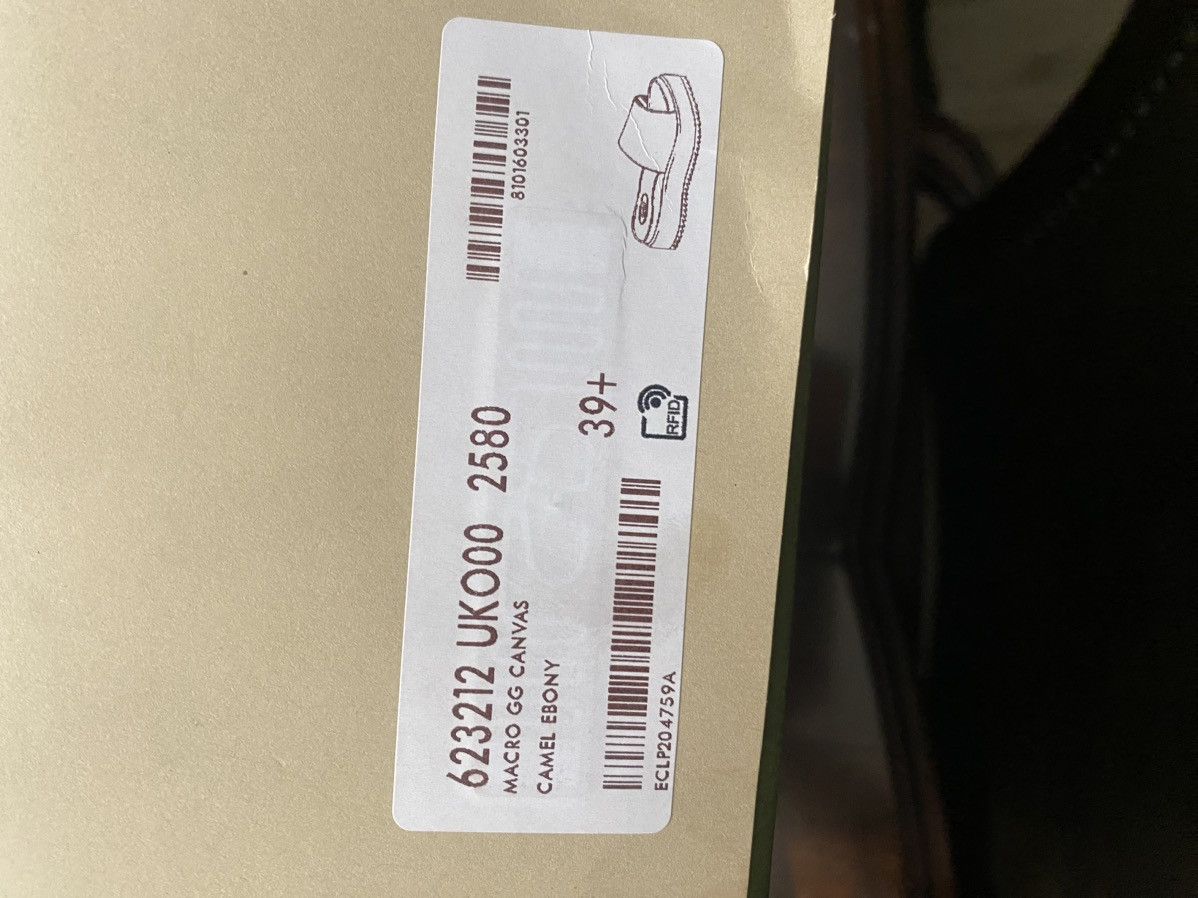 623212 UKO00 2580
MACRO GG CANVAS
CAMEL EBONY
8101603301
39+
ECLP204759A
RFID